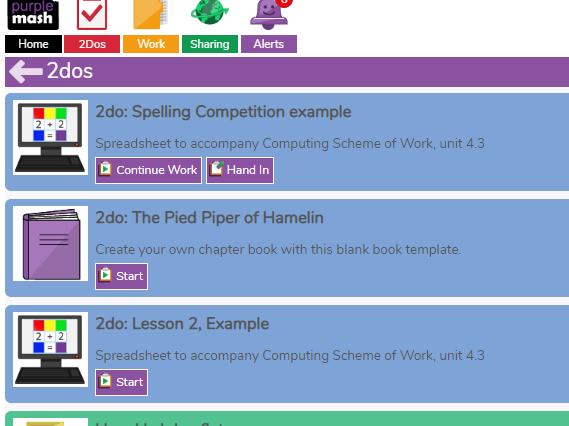 purple
mash
Home
2Dos
Work
Sharing
Alerts
2dos
2do: Spelling Competition example
Spreadsheet to accompany Computing Scheme of Work, unit 4.3
Continue Work
Hand In
2do: The Pied Piper of Hamelin
Create your own chapter book with this blank book template.
Start
2do: Lesson 2, Example
Spreadsheet to accompany Computing Scheme of Work, unit 4.3
Start
2 + 2
=
2 + 2
=